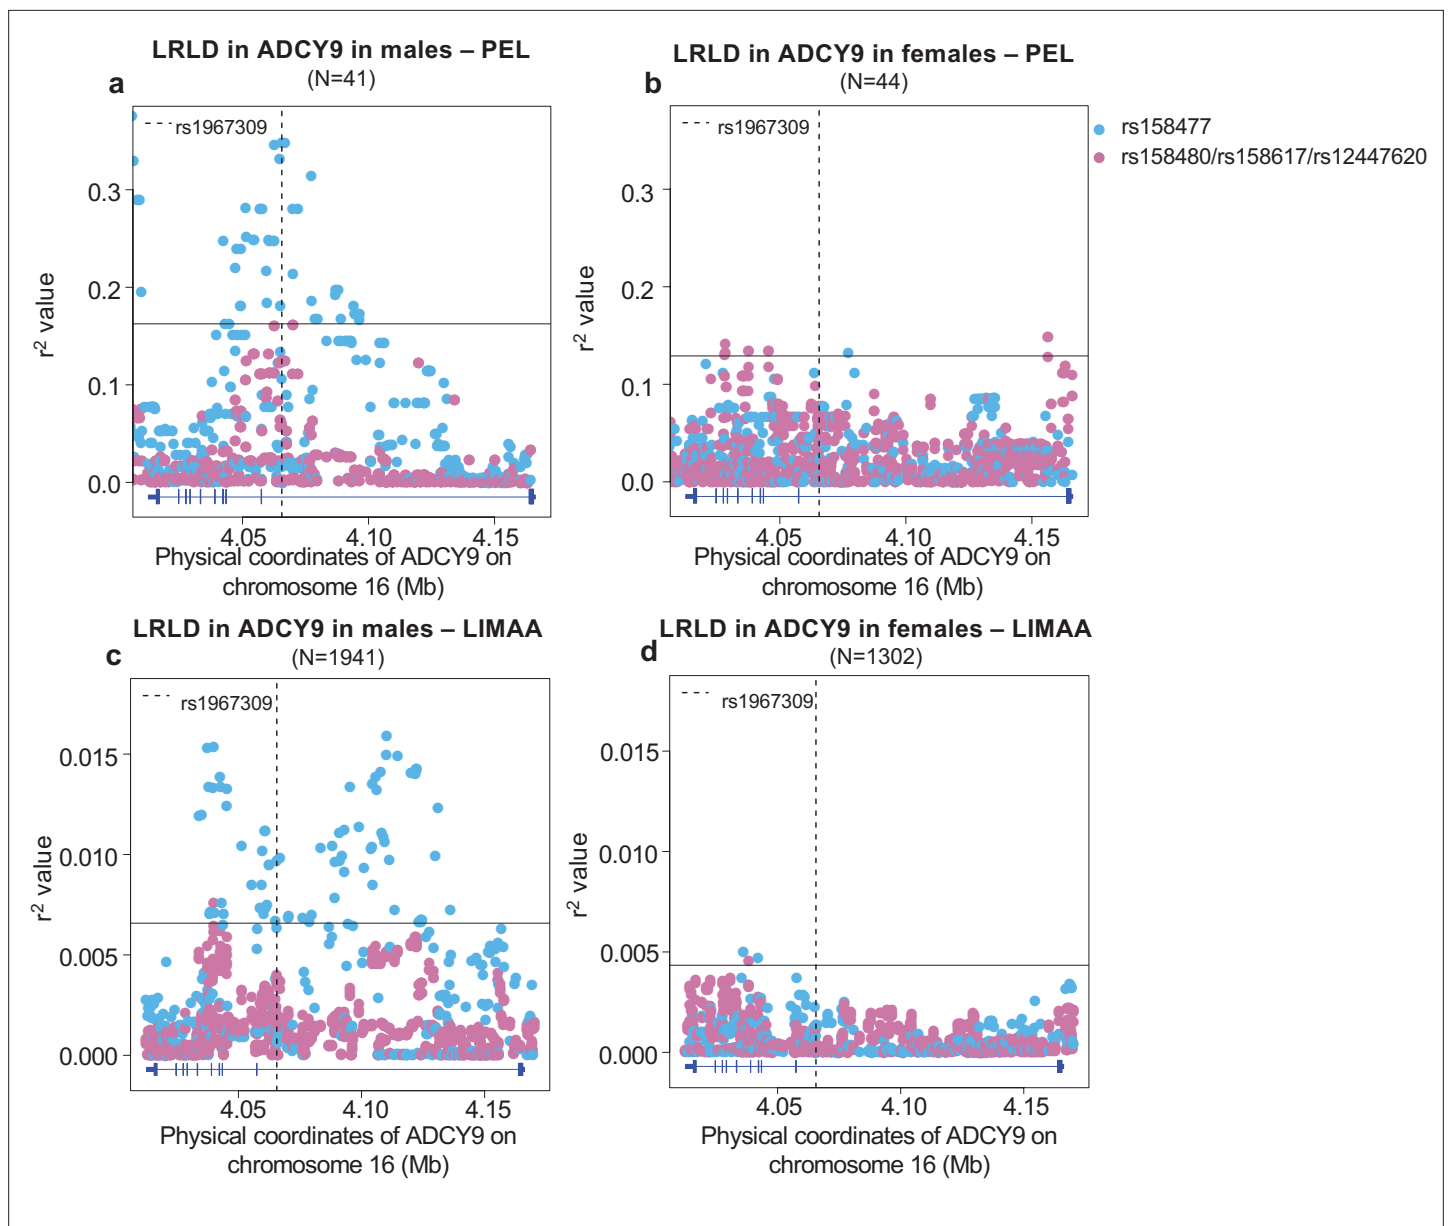 LRLD in ADCY9 in males – PEL
(N=41)
a
rs1967309
0.3
0.2
0.1
0.0
r² value
4.05 4.10 4.15
Physical coordinates of ADCY9 on
chromosome 16 (Mb)
LRLD in ADCY9 in females – PEL
(N=44)
b
rs1967309
0.3
0.2
0.1
0.0
r² value
4.05 4.10 4.15
Physical coordinates of ADCY9 on
chromosome 16 (Mb)
rs158477
rs158480/rs158617/rs12447620
LRLD in ADCY9 in males – LIMAA
(N=1941)
c
rs1967309
0.015
0.010
0.005
0.000
r² value
4.05 4.10 4.15
Physical coordinates of ADCY9 on
chromosome 16 (Mb)
LRLD in ADCY9 in females – LIMAA
(N=1302)
d
rs1967309
0.015
0.010
0.005
0.000
r² value
4.05 4.10 4.15
Physical coordinates of ADCY9 on
chromosome 16 (Mb)